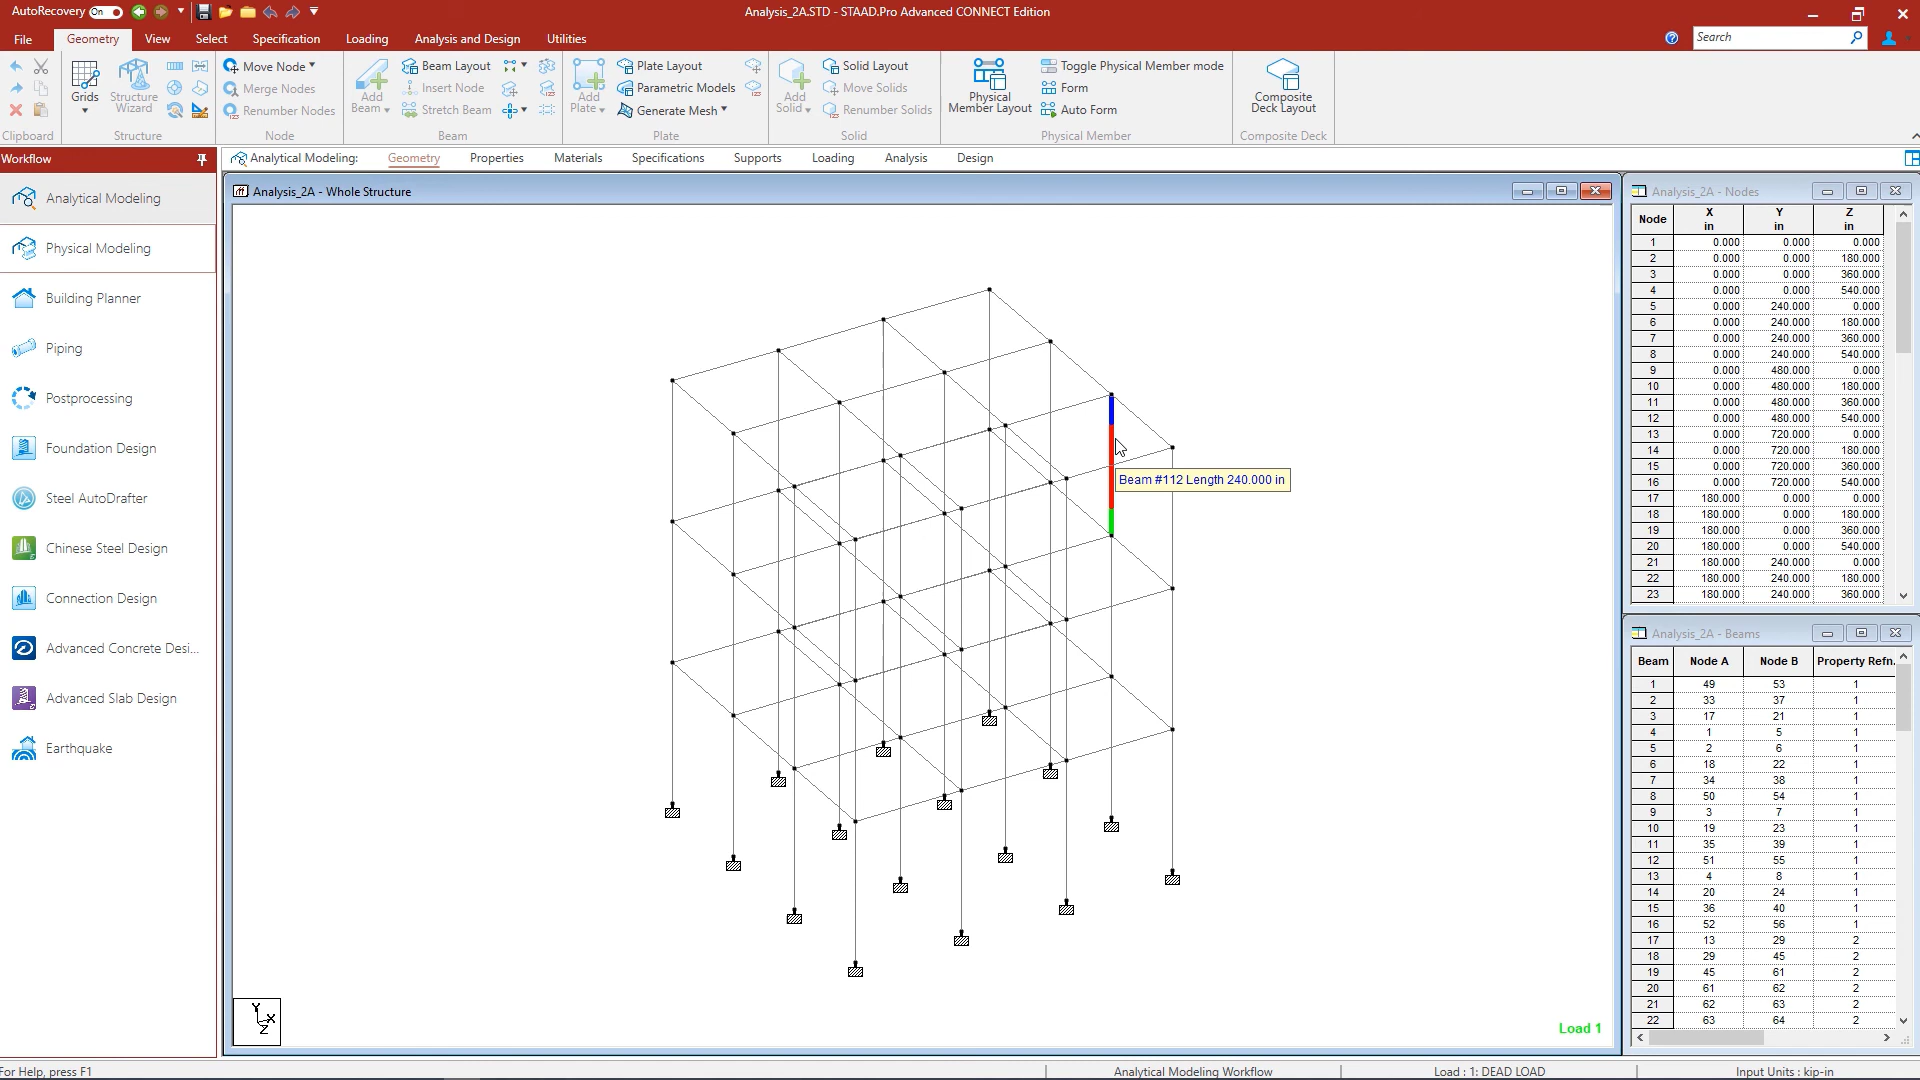 AutoRecovery On
Analysis_2A.STD - STAAD.Pro Advanced CONNECT Edition
File Geometry View Select Specification Loading Analysis and Design Utilities
Search
Move Node
Merge Nodes
Renumber Nodes
Grids
Structure Wizard
Add Beam
Beam Layout
Insert Node
Stretch Beam
Add Plate
Plate Layout
Parametric Models
Generate Mesh
Add Solid
Solid Layout
Move Solids
Renumber Solids
Physical Member Layout
Toggle Physical Member mode
Form
Auto Form
Composite Deck Layout
Clipboard Structure Node Beam Plate Solid Physical Member Composite Deck
Workflow
Analytical Modeling: Geometry Properties Materials Specifications Supports Loading Analysis Design
Analytical Modeling
Physical Modeling
Building Planner
Piping
Postprocessing
Foundation Design
Steel AutoDrafter
Chinese Steel Design
Connection Design
Advanced Concrete Desi...
Advanced Slab Design
Earthquake
Analysis_2A - Whole Structure
Beam #112 Length 240.000 in
Y
X
Z
Load 1
Analysis_2A - Nodes
Node X in Y in Z in
1 0.000 0.000 0.000
2 0.000 0.000 180.000
3 0.000 0.000 360.000
4 0.000 0.000 540.000
5 0.000 240.000 0.000
6 0.000 240.000 180.000
7 0.000 240.000 360.000
8 0.000 240.000 540.000
9 0.000 480.000 0.000
10 0.000 480.000 180.000
11 0.000 480.000 360.000
12 0.000 480.000 540.000
13 0.000 720.000 0.000
14 0.000 720.000 180.000
15 0.000 720.000 360.000
16 0.000 720.000 540.000
17 180.000 0.000 0.000
18 180.000 0.000 180.000
19 180.000 0.000 360.000
20 180.000 0.000 540.000
21 180.000 240.000 0.000
22 180.000 240.000 180.000
23 180.000 240.000 360.000
Analysis_2A - Beams
Beam Node A Node B Property Refn.
1 49 53 1
2 33 37 1
3 17 21 1
4 1 5 1
5 2 6 1
6 18 22 1
7 34 38 1
8 50 54 1
9 3 7 1
10 19 23 1
11 35 39 1
12 51 55 1
13 4 8 1
14 20 24 1
15 36 40 1
16 52 56 1
17 13 29 2
18 29 45 2
19 45 61 2
20 61 62 2
21 62 63 2
22 63 64 2
For Help, press F1
Analytical Modeling Workflow
Load : 1: DEAD LOAD
Input Units : kip-in